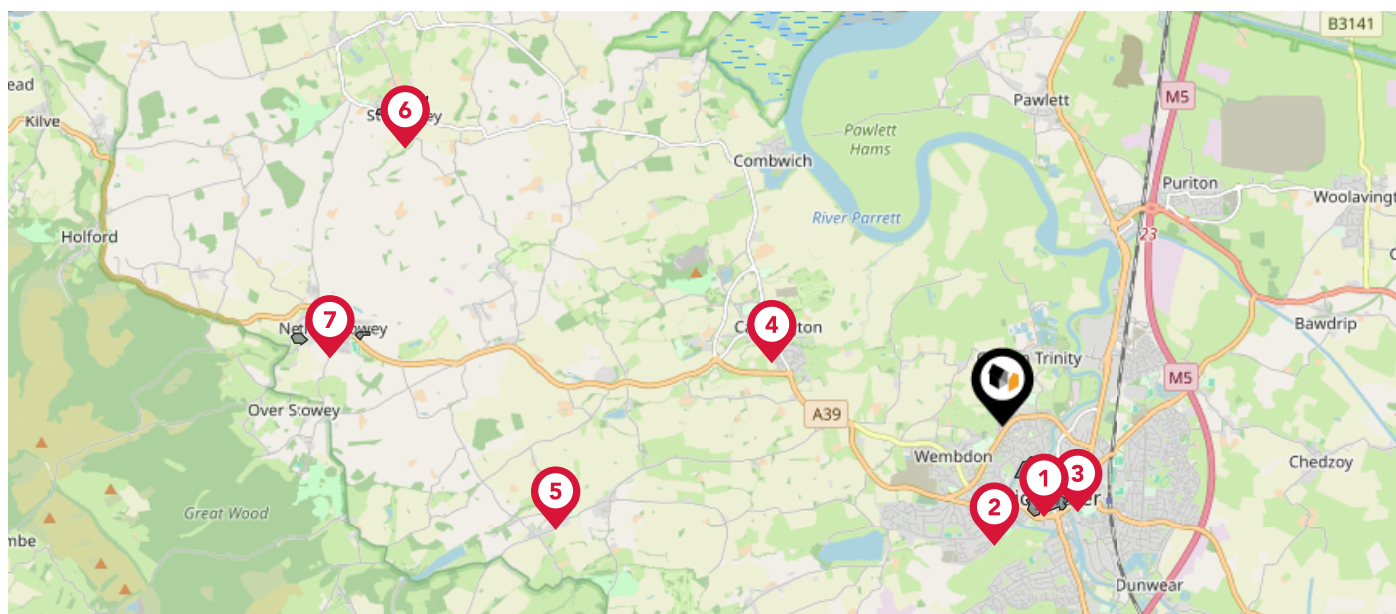 B3141
ead
Kilve
M5
Pawlett
6
Pawlett
Hams
Combwich
Puriton
Woolavingt
River Parrett
23
Holford
7
4
Bawdrip
Trinity
M5
Over Stowey
A39
Wembdon
Chedzoy
1
3
5
2
Great Wood
mbe
Dunwear